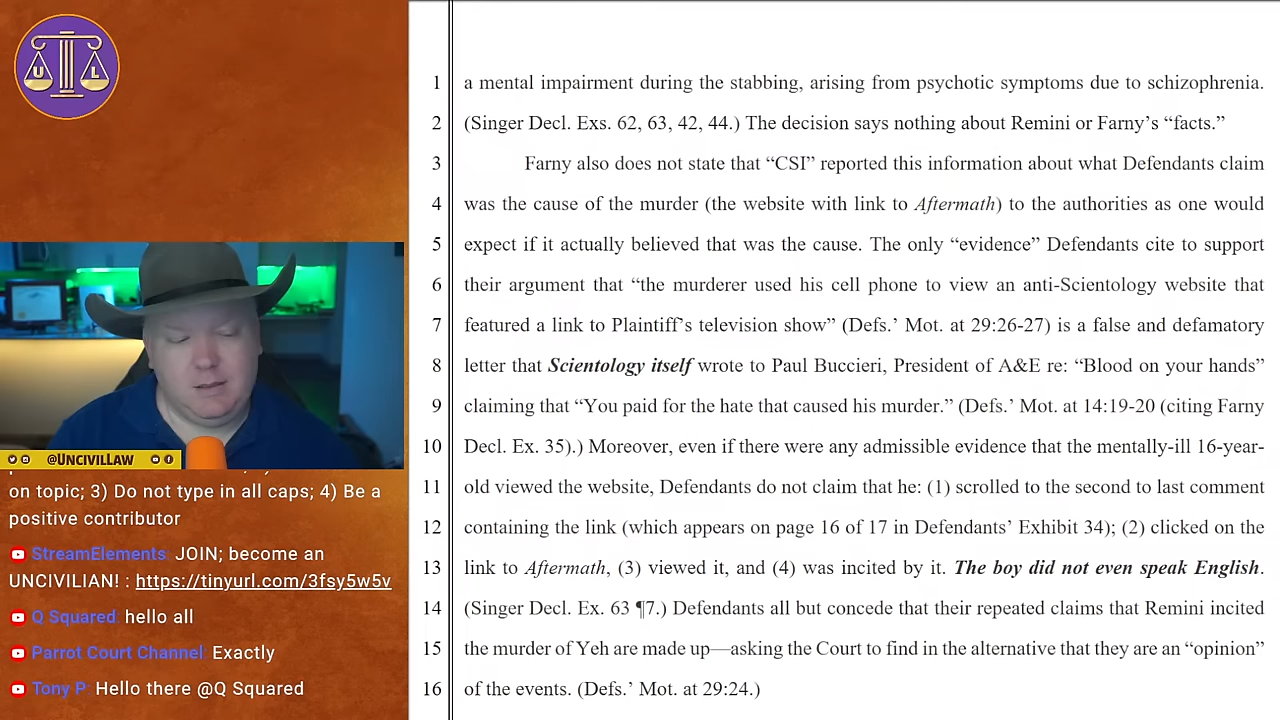 U L
@UNCIVILLAW
on topic; 3) Do not type in all caps; 4) Be a
positive contributor
StreamElements: JOIN; become an
UNCIVILIAN! : https://tinyurl.com/3fsy5w5v
Q Squared: hello all
Parrot Court Channel: Exactly
Tony P: Hello there @Q Squared
1 a mental impairment during the stabbing, arising from psychotic symptoms due to schizophrenia.
2 (Singer Decl. Exs. 62, 63, 42, 44.) The decision says nothing about Remini or Farny’s “facts.”
3 Farny also does not state that “CSI” reported this information about what Defendants claim
4 was the cause of the murder (the website with link to Aftermath) to the authorities as one would
5 expect if it actually believed that was the cause. The only “evidence” Defendants cite to support
6 their argument that “the murderer used his cell phone to view an anti-Scientology website that
7 featured a link to Plaintiff’s television show” (Defs.’ Mot. at 29:26-27) is a false and defamatory
8 letter that Scientology itself wrote to Paul Buccieri, President of A&E re: “Blood on your hands”
9 claiming that “You paid for the hate that caused his murder.” (Defs.’ Mot. at 14:19-20 (citing Farny
10 Decl. Ex. 35).) Moreover, even if there were any admissible evidence that the mentally-ill 16-year-
11 old viewed the website, Defendants do not claim that he: (1) scrolled to the second to last comment
12 containing the link (which appears on page 16 of 17 in Defendants’ Exhibit 34); (2) clicked on the
13 link to Aftermath, (3) viewed it, and (4) was incited by it. The boy did not even speak English.
14 (Singer Decl. Ex. 63 ¶7.) Defendants all but concede that their repeated claims that Remini incited
15 the murder of Yeh are made up—asking the Court to find in the alternative that they are an “opinion”
16 of the events. (Defs.’ Mot. at 29:24.)